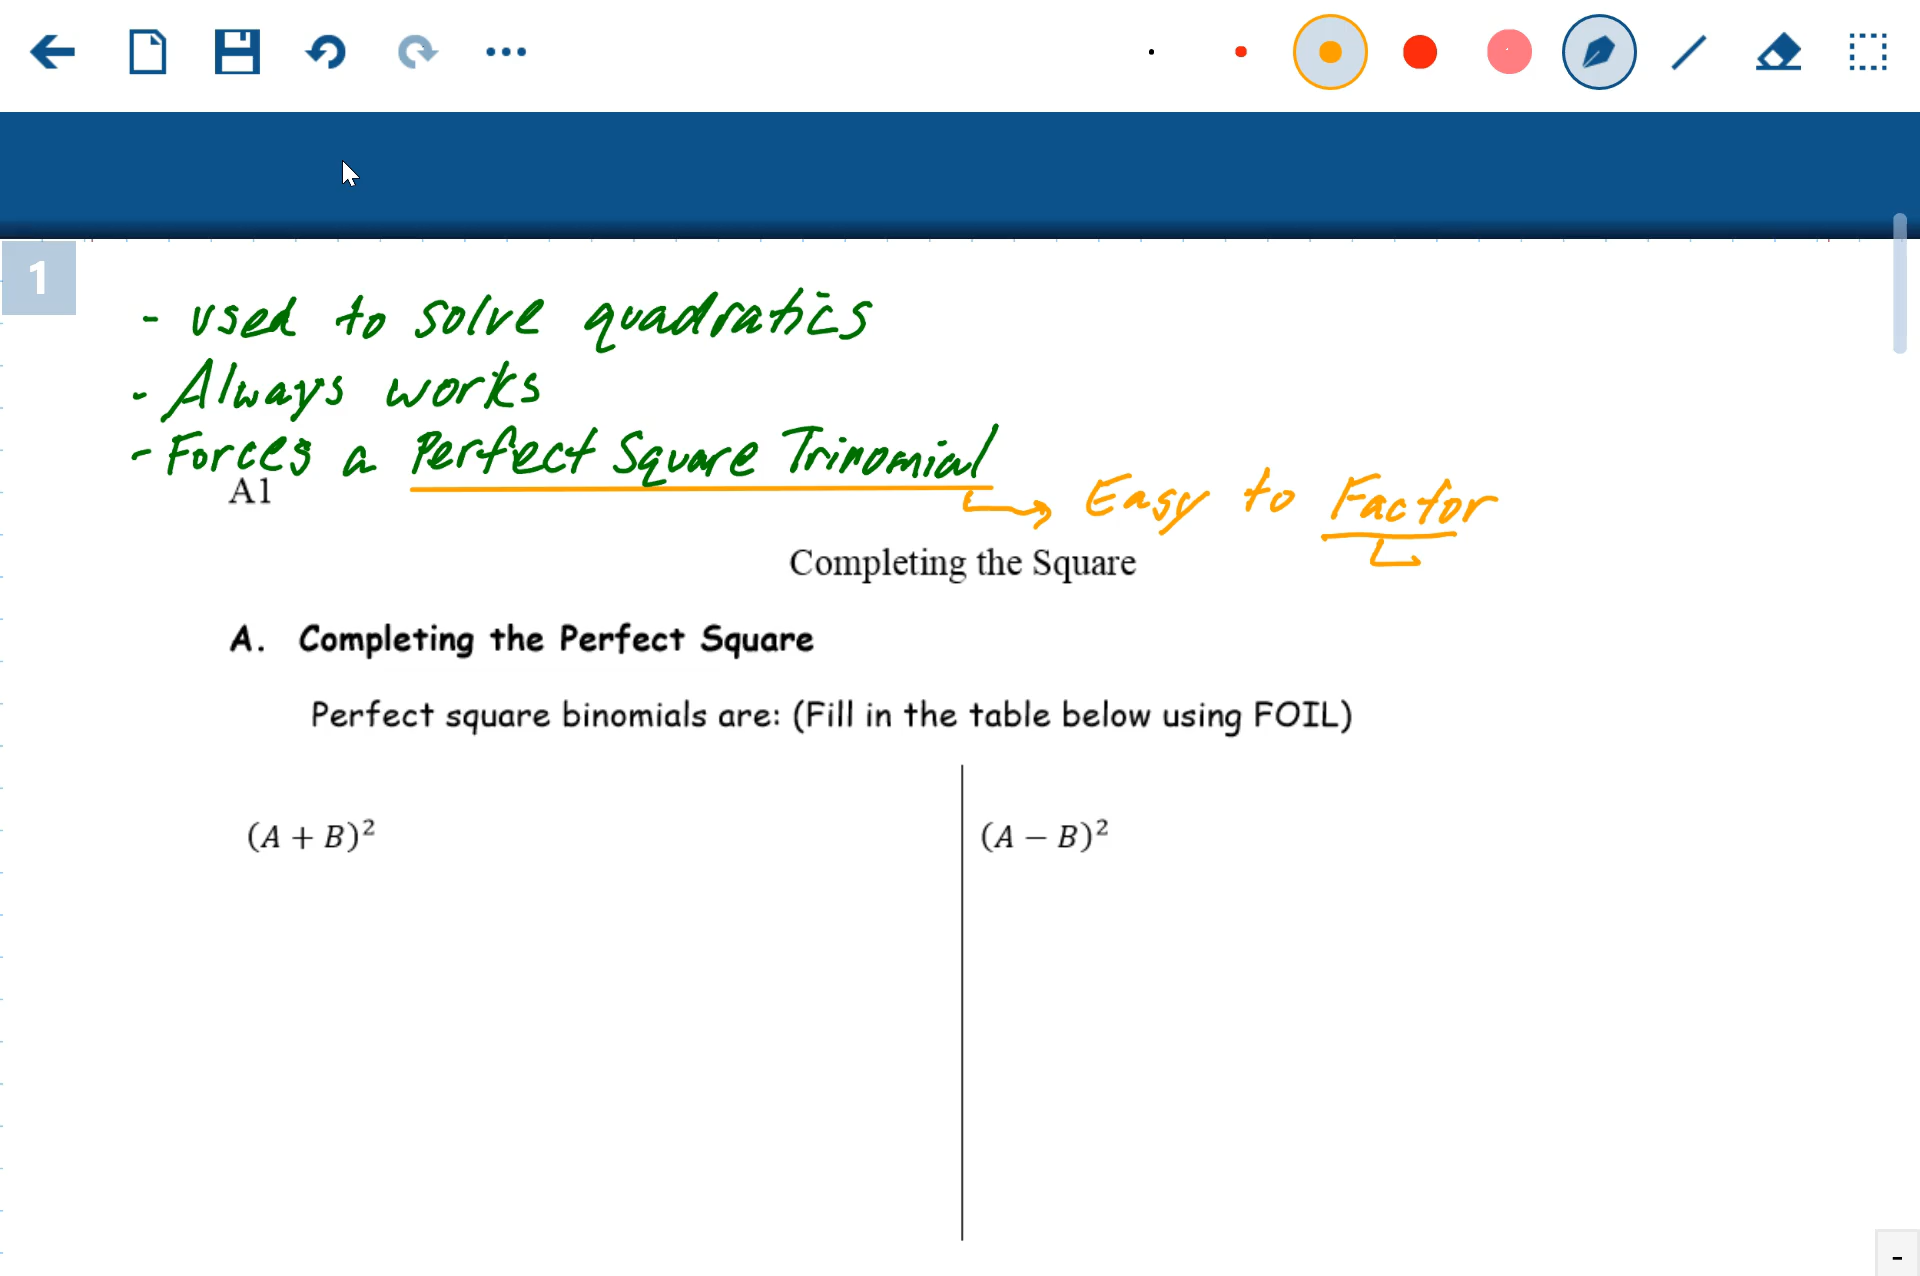 1
- used to solve quadratics
- Always works
- Forces a Perfect Square Trinomial
A1
Easy to Factor
Completing the Square
A. Completing the Perfect Square
Perfect square binomials are: (Fill in the table below using FOIL)
(A + B)²
(A − B)²
-